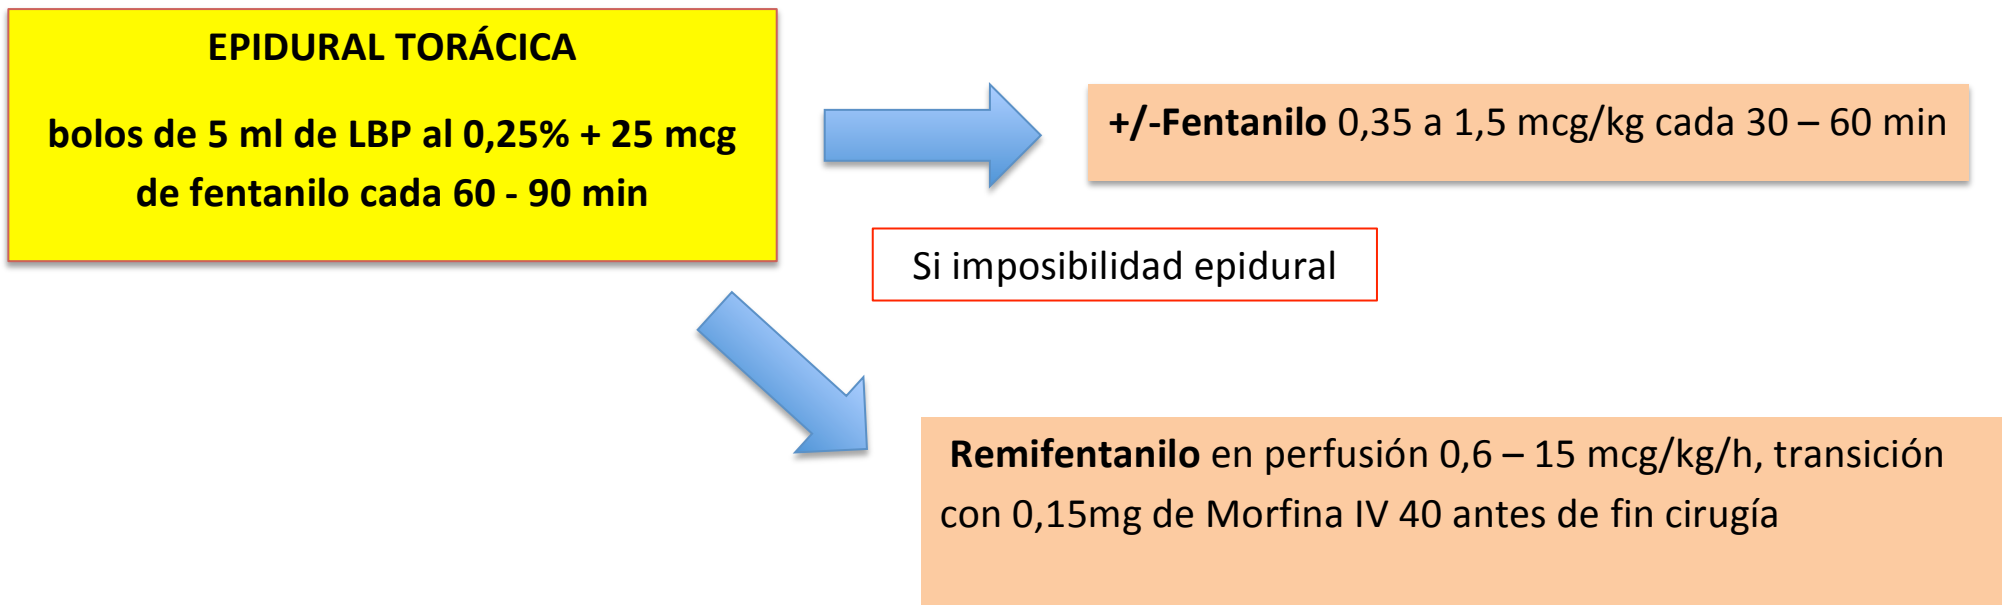 EPIDURAL TORÁCICA
bolos de 5 ml de LBP al 0,25% + 25 mcg
de fentanilo cada 60 - 90 min
+/-Fentanilo 0,35 a 1,5 mcg/kg cada 30 – 60 min
Si imposibilidad epidural
Remifentanilo en perfusión 0,6 – 15 mcg/kg/h, transición
con 0,15mg de Morfina IV 40 antes de fin cirugía